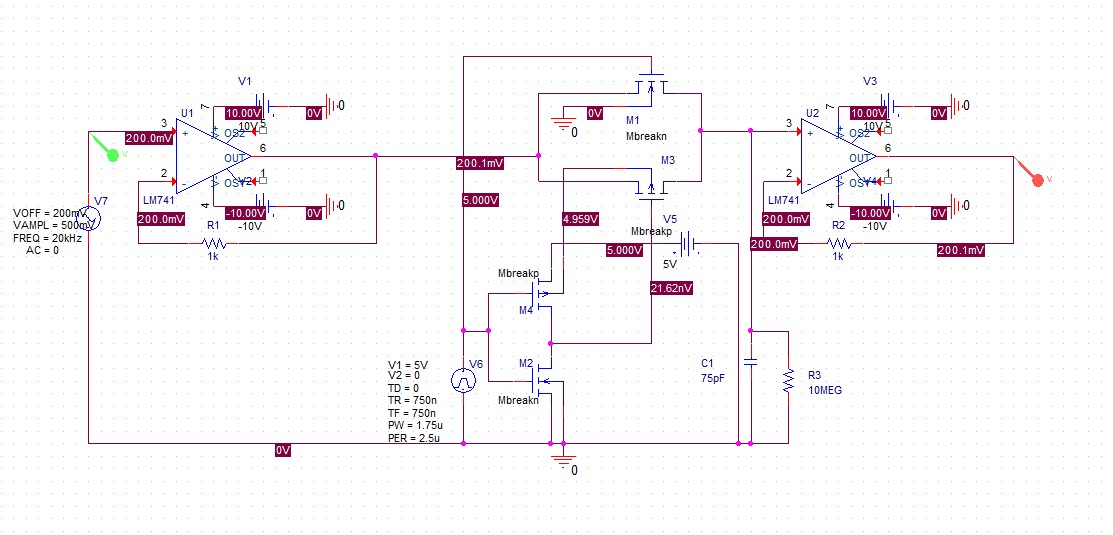 V1
V3
U1
7
10.00V
0V
0
U2
7
10.00V
0V
0
M1
0V
0
Mbreakn
3
+
V+
OS2
10V
5
200.0mV
OUT
6
2
-
V-
OS1
V2
1
LM741
4
-10.00V
-10V
0V
0
200.0mV
R1
1k
3
+
V+
OS2
10V
5
OUT
6
2
-
V-
OS1
V4
1
LM741
4
-10.00V
-10V
0V
0
200.0mV
200.0mV
R2
1k
200.1mV
V
V
200.1mV
5.000V
M3
4.959V
V5
Mbreakp
5.000V
5V
21.62nV
V7
VOFF = 200mV
VAMPL = 500mV
FREQ = 20kHz
AC = 0
Mbreakp
M4
M2
Mbreakn
V6
V1 = 5V
V2 = 0
TD = 0
TR = 750n
TF = 750n
PW = 1.75u
PER = 2.5u
C1
75pF
R3
10MEG
0V
0